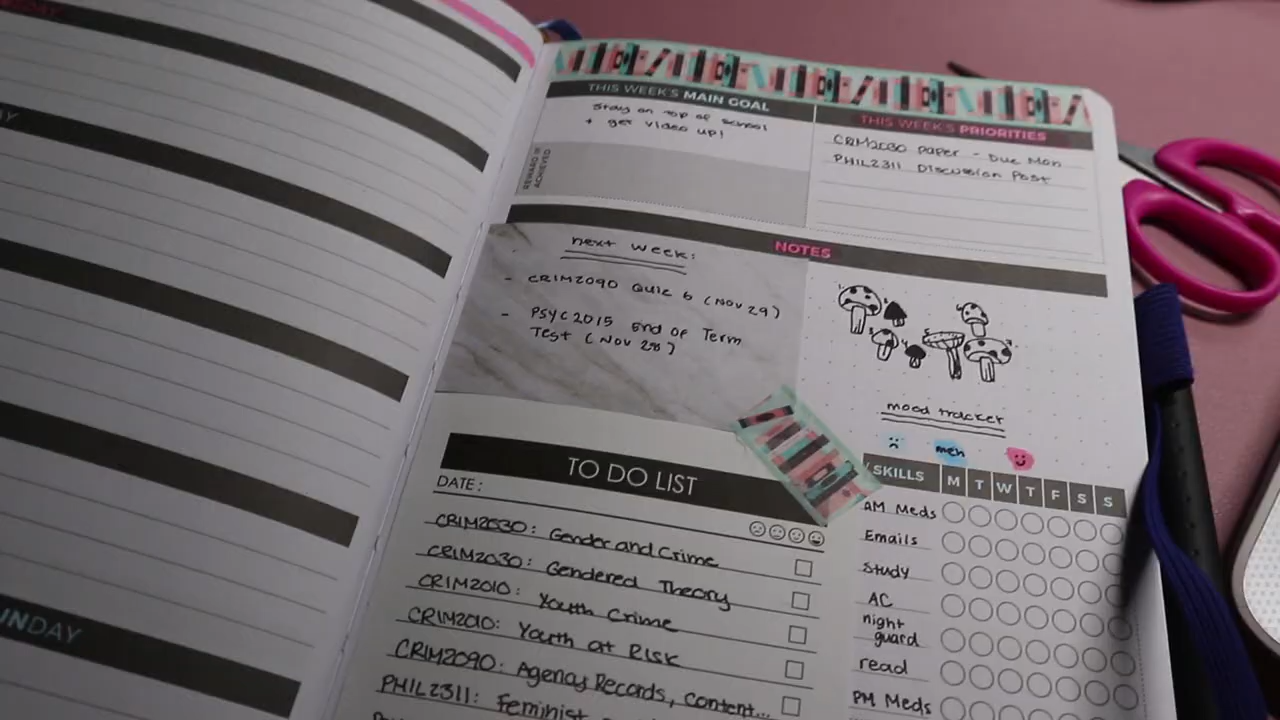 THIS WEEK'S MAIN GOAL
Stay on top of school
+ get video up!
REWARD IF
ACHIEVED
THIS WEEK'S PRIORITIES
CRIM2030 Paper - Due Mon
PHIL2311 Discussion Post
NOTES
next week:
- CRIM2090 Quiz 6 (Nov 29)
- PSYC2015 End of Term
Test (Nov 28)
mood tracker
meh
TO DO LIST
DATE:
CRIM2030: Gender and Crime
CRIM2030: Gendered Theory
CRIM2010: Youth Crime
CRIM2010: Youth at Risk
CRIM2090: Agency Records, content...
PHIL2311: Feminist
SKILLS M T W T F S S
AM Meds
Emails
Study
AC
night
guard
read
PM Meds
UNDAY